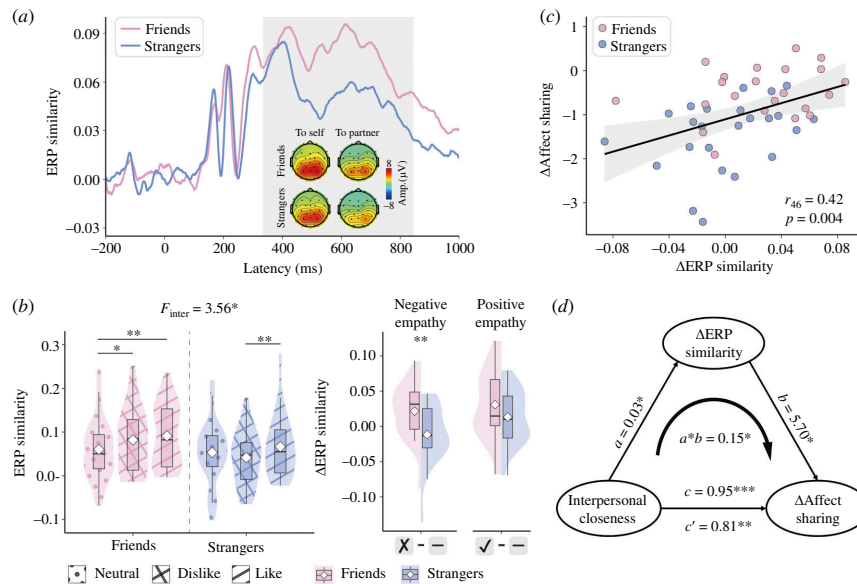 (a)
Friends
Strangers
0.09
0.06
0.03
0.00
−0.03
ERP similarity
−200
0
200
400
600
800
1000
Latency (ms)
To self
To partner
Friends
Strangers
8
−8
Amp.(μV)
(c)
Friends
Strangers
1
0
−1
−2
−3
ΔAffect sharing
r46 = 0.42
p = 0.004
−0.08
−0.04
0.00
0.04
0.08
ΔERP similarity
(b)
Finter = 3.56*
**
*
**
0.3
0.2
0.1
0.0
−0.1
ERP similarity
Friends
Strangers
Negative
empathy
Positive
empathy
**
0.10
0.05
0.00
−0.05
−0.10
ΔERP similarity
✗ - —
✓ - —
Neutral
Dislike
Like
Friends
Strangers
(d)
ΔERP
similarity
a = 0.03*
b = 5.70*
a*b = 0.15*
Interpersonal
closeness
c = 0.95***
c′ = 0.81**
ΔAffect
sharing